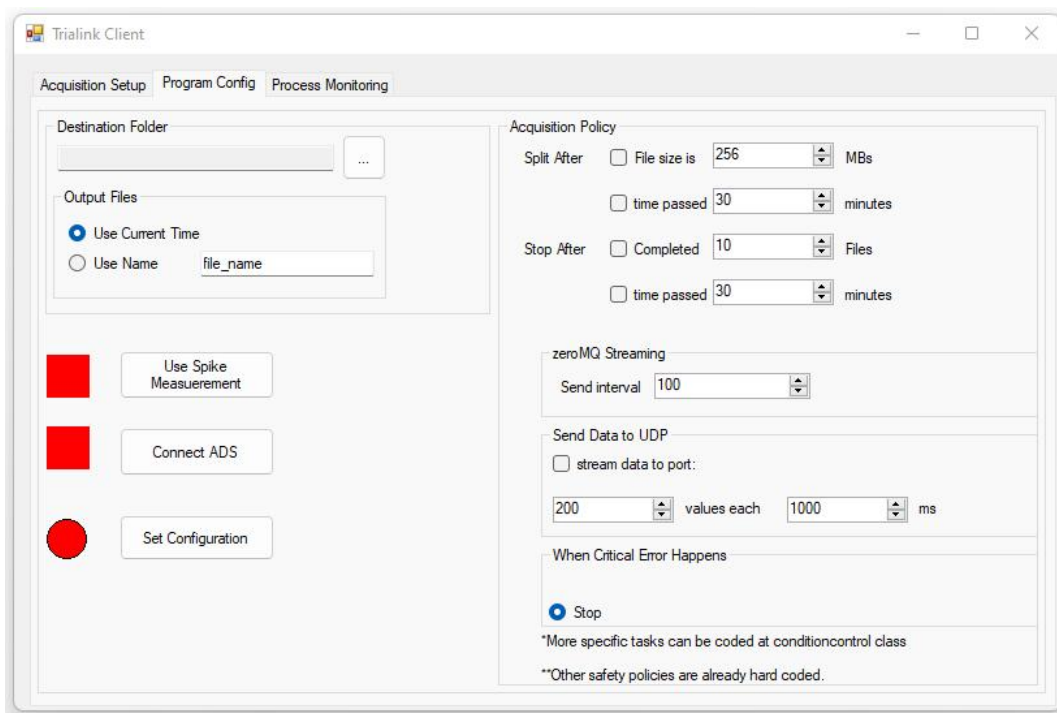 Trialink Client
Acquisition Setup Program Config Process Monitoring
Destination Folder
...
Output Files
Use Current Time
Use Name file_name
Use Spike
Measuerement
Connect ADS
Set Configuration
Acquisition Policy
Split After File size is 256 MBs
time passed 30 minutes
Stop After Completed 10 Files
time passed 30 minutes
zeroMQ Streaming
Send interval 100
Send Data to UDP
stream data to port:
200 values each 1000 ms
When Critical Error Happens
Stop
*More specific tasks can be coded at conditioncontrol class
**Other safety policies are already hard coded.